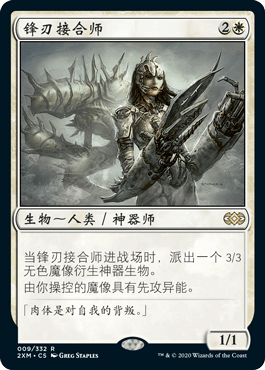 锋刃接合师 2
生物～人类／神器师
当锋刃接合师进战场时，派出一个 3/3
无色魔像衍生神器生物。
由你操控的魔像具有先攻异能。
「肉体是对自我的背叛。」
1/1
009/332 R
2XM • CS GREG STAPLES
™ & © 2020 Wizards of the Coast